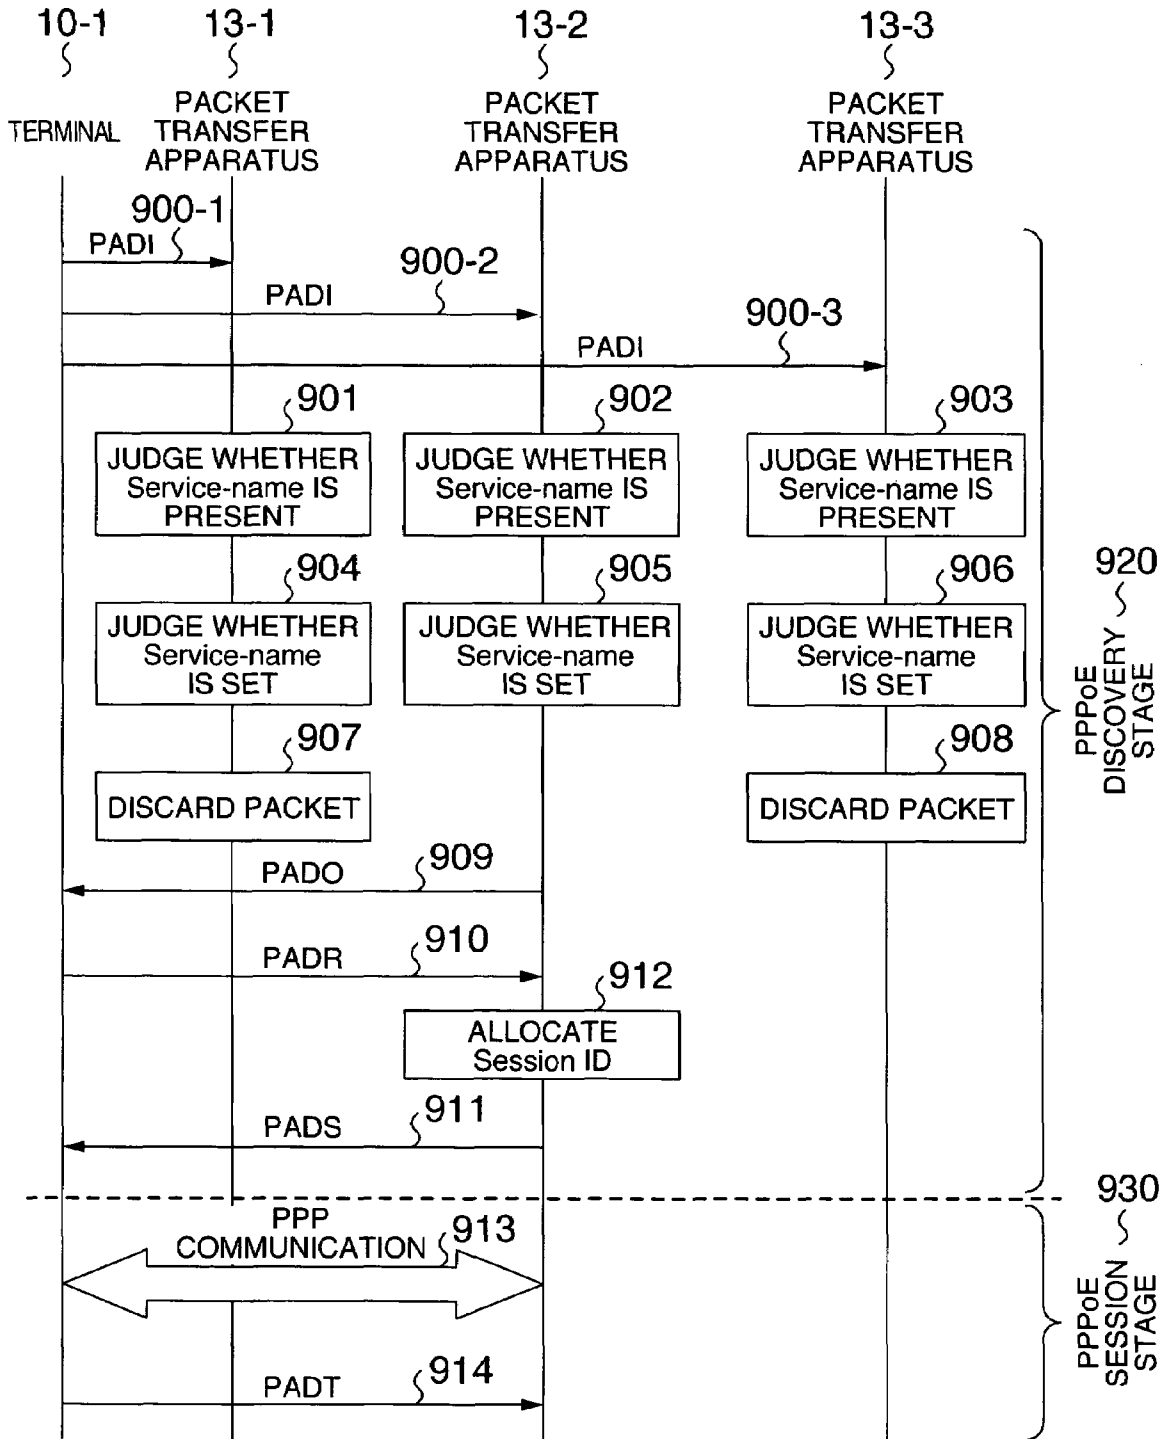 10-1
13-1
13-2
13-3
TERMINAL
PACKET
TRANSFER
APPARATUS
PACKET
TRANSFER
APPARATUS
PACKET
TRANSFER
APPARATUS
900-1
PADI
900-2
PADI
900-3
PADI
901
JUDGE WHETHER
Service-name IS
PRESENT
902
JUDGE WHETHER
Service-name IS
PRESENT
903
JUDGE WHETHER
Service-name IS
PRESENT
904
JUDGE WHETHER
Service-name
IS SET
905
JUDGE WHETHER
Service-name
IS SET
906
JUDGE WHETHER
Service-name
IS SET
920
PPPoE
DISCOVERY
STAGE
907
DISCARD PACKET
908
DISCARD PACKET
909
PADO
910
PADR
912
ALLOCATE
Session ID
911
PADS
930
PPPoE
SESSION
STAGE
PPP
COMMUNICATION
913
914
PADT